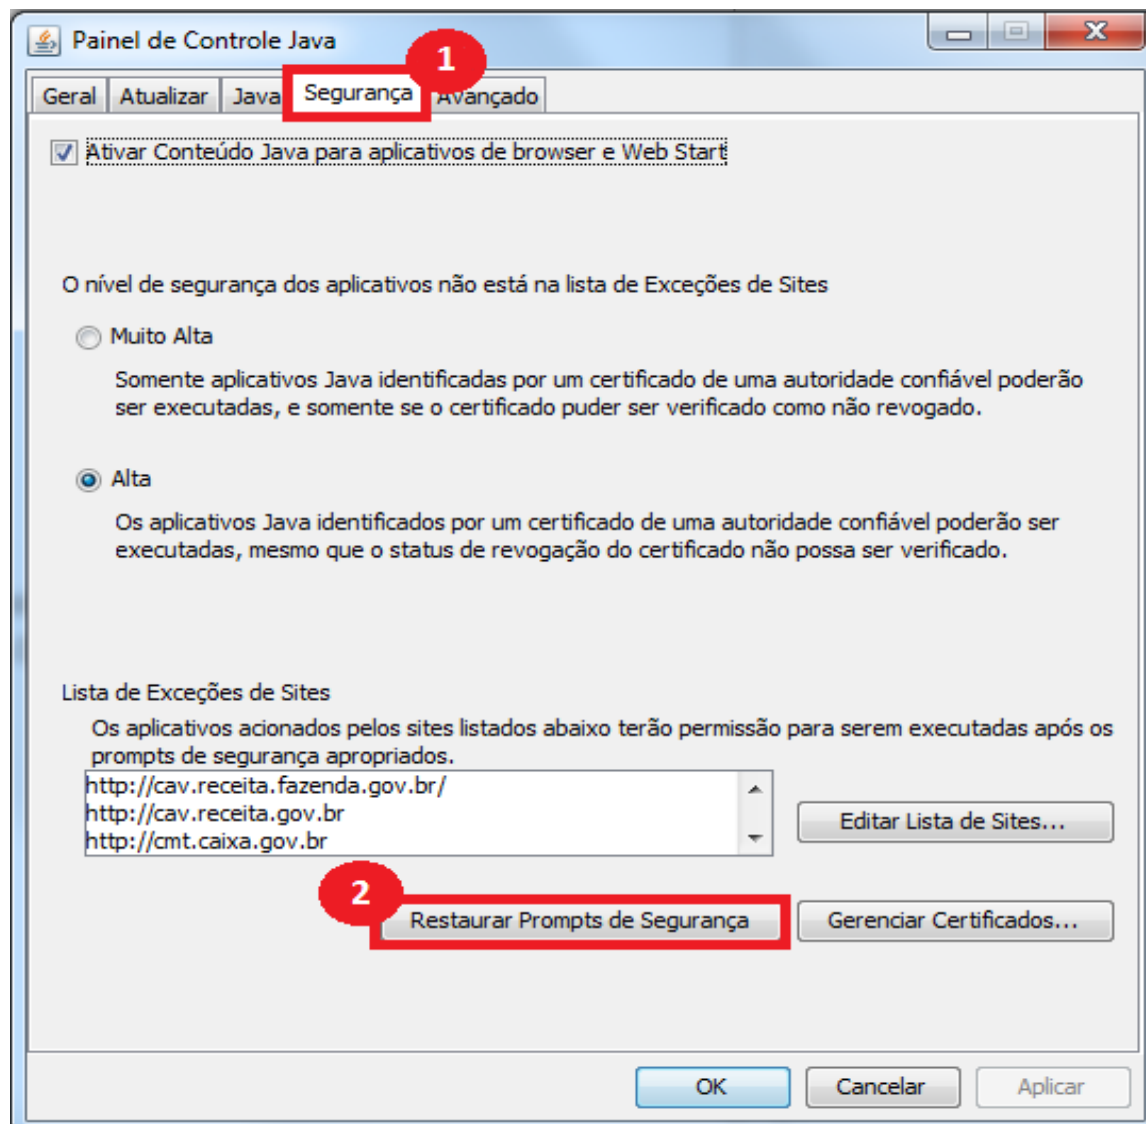 Painel de Controle Java
1
Geral Atualizar Java Segurança Avançado
Ativar Conteúdo Java para aplicativos de browser e Web Start
O nível de segurança dos aplicativos não está na lista de Exceções de Sites
Muito Alta
Somente aplicativos Java identificadas por um certificado de uma autoridade confiável poderão
ser executadas, e somente se o certificado puder ser verificado como não revogado.
Alta
Os aplicativos Java identificados por um certificado de uma autoridade confiável poderão ser
executadas, mesmo que o status de revogação do certificado não possa ser verificado.
Lista de Exceções de Sites
Os aplicativos acionados pelos sites listados abaixo terão permissão para serem executadas após os
prompts de segurança apropriados.
http://cav.receita.fazenda.gov.br/
http://cav.receita.gov.br
http://cmt.caixa.gov.br
Editar Lista de Sites...
2
Restaurar Prompts de Segurança
Gerenciar Certificados...
OK Cancelar Aplicar